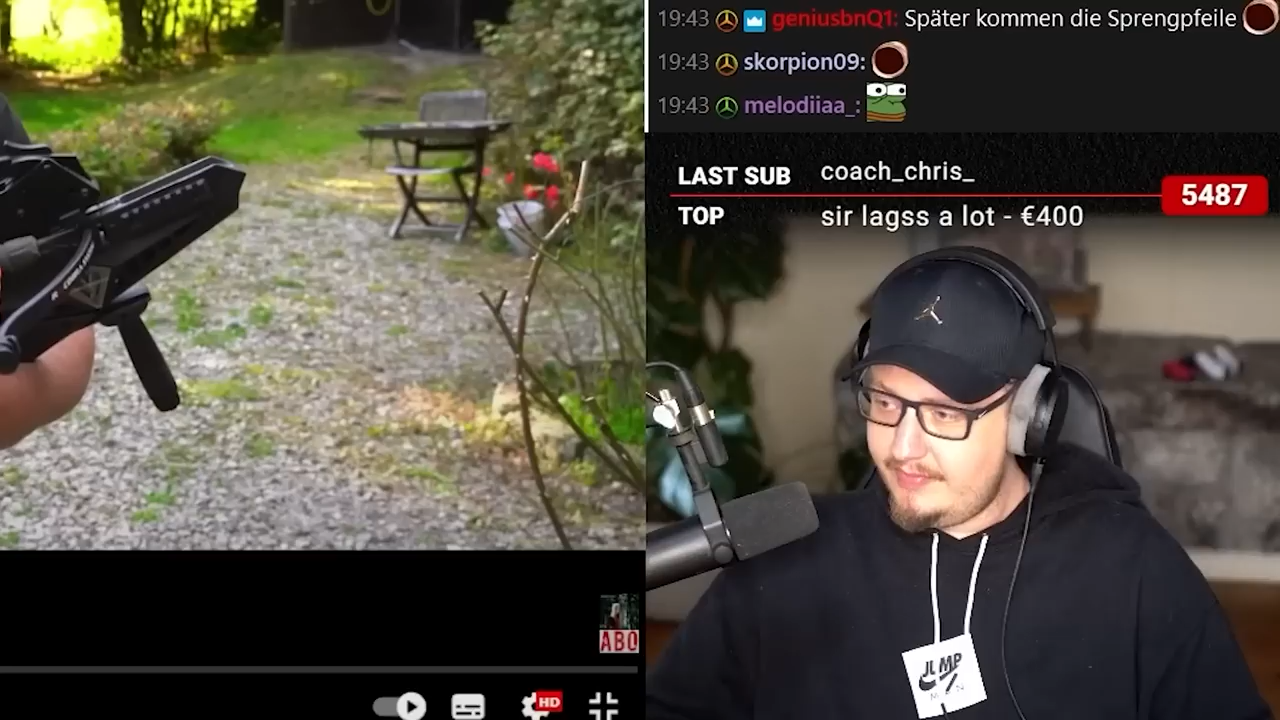 19:43 geniusbnQ1: Später kommen die Sprengpfeile
19:43 skorpion09:
19:43 melodiiaa_:
LAST SUB coach_chris_
5487
TOP sir lagss a lot - €400
ABO
HD
JUMP
MAN